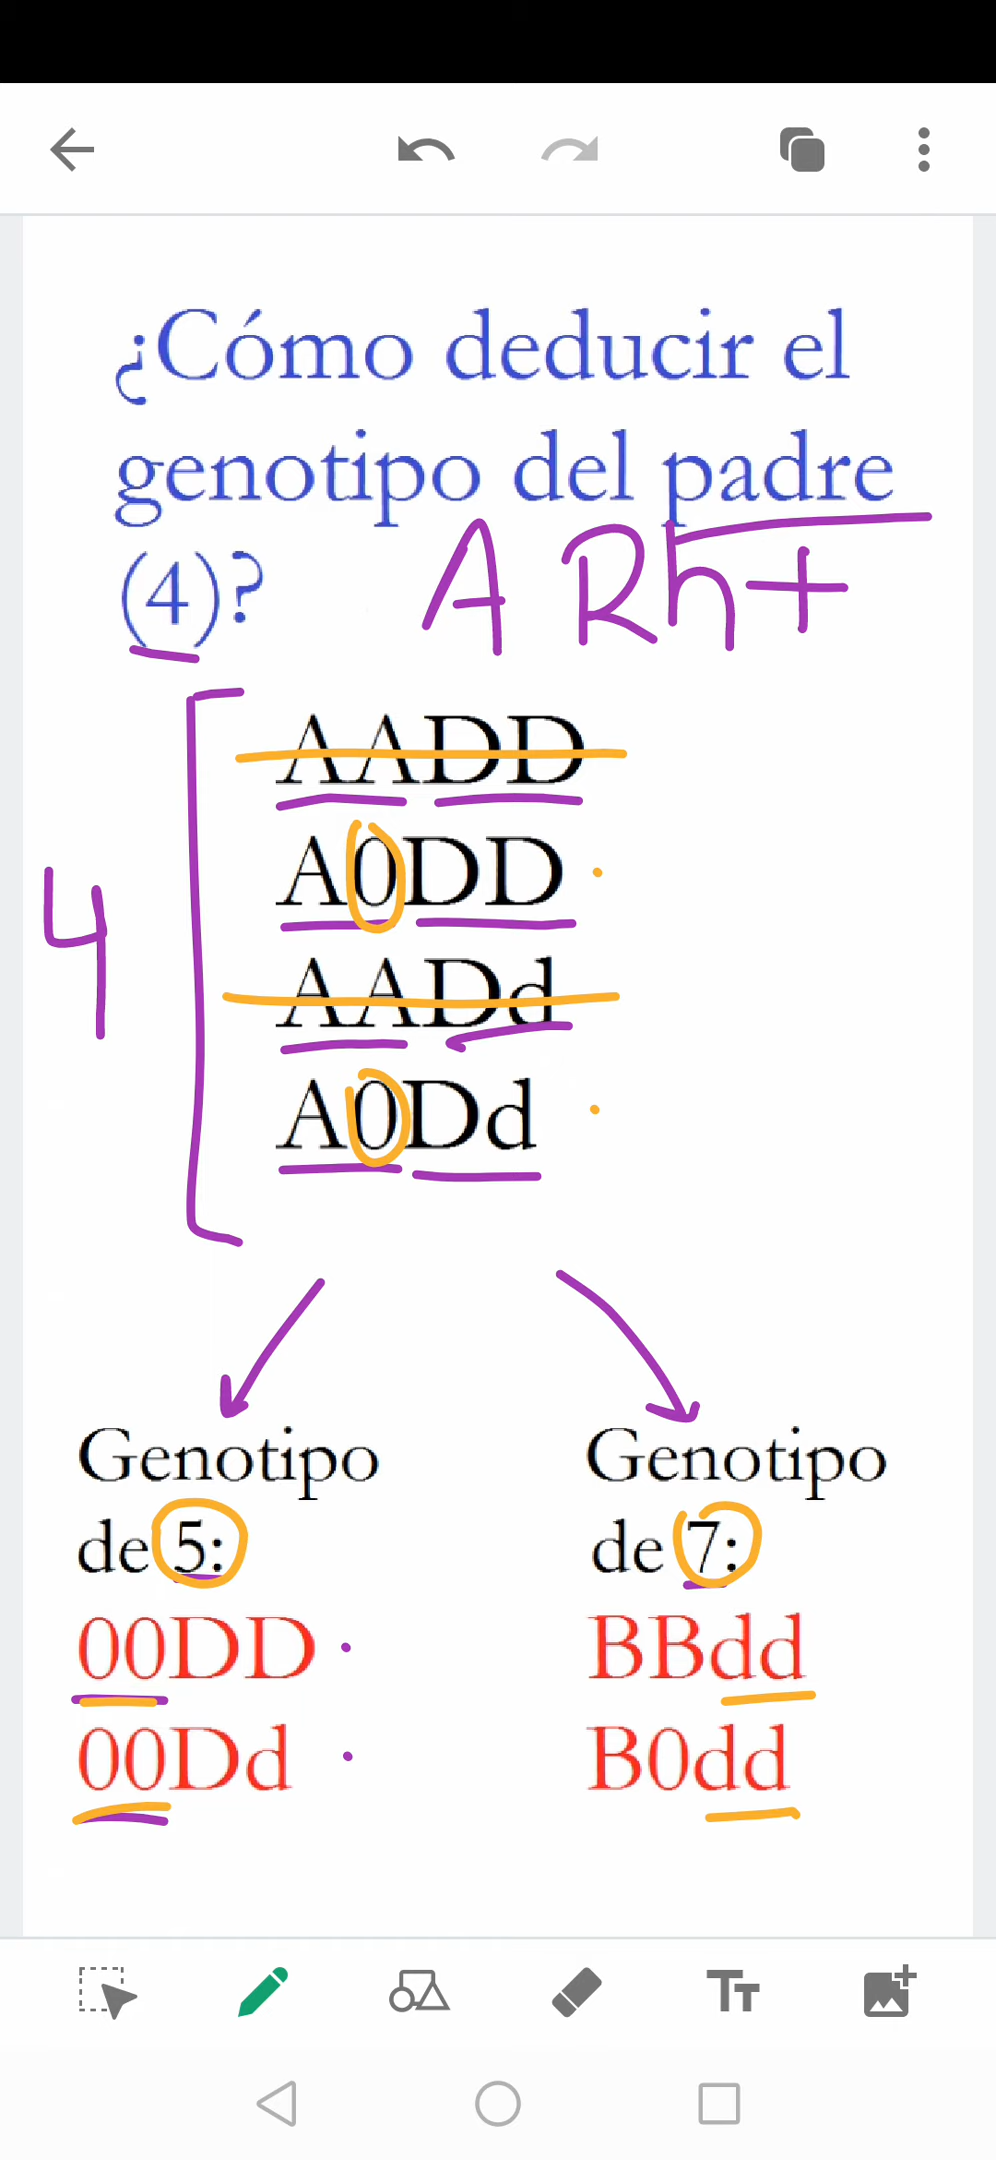 ¿Cómo deducir el
genotipo del padre
(4)? A Rh+
AADD
A0DD
4
AADd
A0Dd
Genotipo
de 5:
00DD
00Dd
Genotipo
de 7:
BBdd
B0dd
TT